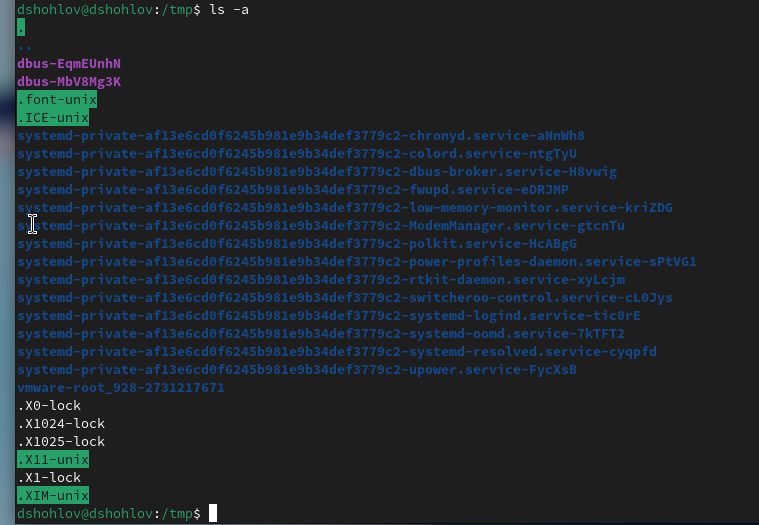 dshohlov@dshohlov:/tmp$ ls -a
.
..
dbus-EqmEUnhN
dbus-MbV8Mg3K
.font-unix
.ICE-unix
systemd-private-af13e6cd0f6245b981e9b34def3779c2-chronyd.service-aNnWh8
systemd-private-af13e6cd0f6245b981e9b34def3779c2-colord.service-ntgTyU
systemd-private-af13e6cd0f6245b981e9b34def3779c2-dbus-broker.service-H8vwig
systemd-private-af13e6cd0f6245b981e9b34def3779c2-fwupd.service-eDRJMP
systemd-private-af13e6cd0f6245b981e9b34def3779c2-low-memory-monitor.service-kriZDG
systemd-private-af13e6cd0f6245b981e9b34def3779c2-ModemManager.service-gtcnTu
systemd-private-af13e6cd0f6245b981e9b34def3779c2-polkit.service-HcABgG
systemd-private-af13e6cd0f6245b981e9b34def3779c2-power-profiles-daemon.service-sPtVG1
systemd-private-af13e6cd0f6245b981e9b34def3779c2-rtkit-daemon.service-xyLcjm
systemd-private-af13e6cd0f6245b981e9b34def3779c2-switcheroo-control.service-cL0Jys
systemd-private-af13e6cd0f6245b981e9b34def3779c2-systemd-logind.service-tic0rE
systemd-private-af13e6cd0f6245b981e9b34def3779c2-systemd-oomd.service-7kTFT2
systemd-private-af13e6cd0f6245b981e9b34def3779c2-systemd-resolved.service-cyqpfd
systemd-private-af13e6cd0f6245b981e9b34def3779c2-upower.service-FycXsB
vmware-root_928-2731217671
.X0-lock
.X1024-lock
.X1025-lock
.X11-unix
.X1-lock
.XIM-unix
dshohlov@dshohlov:/tmp$